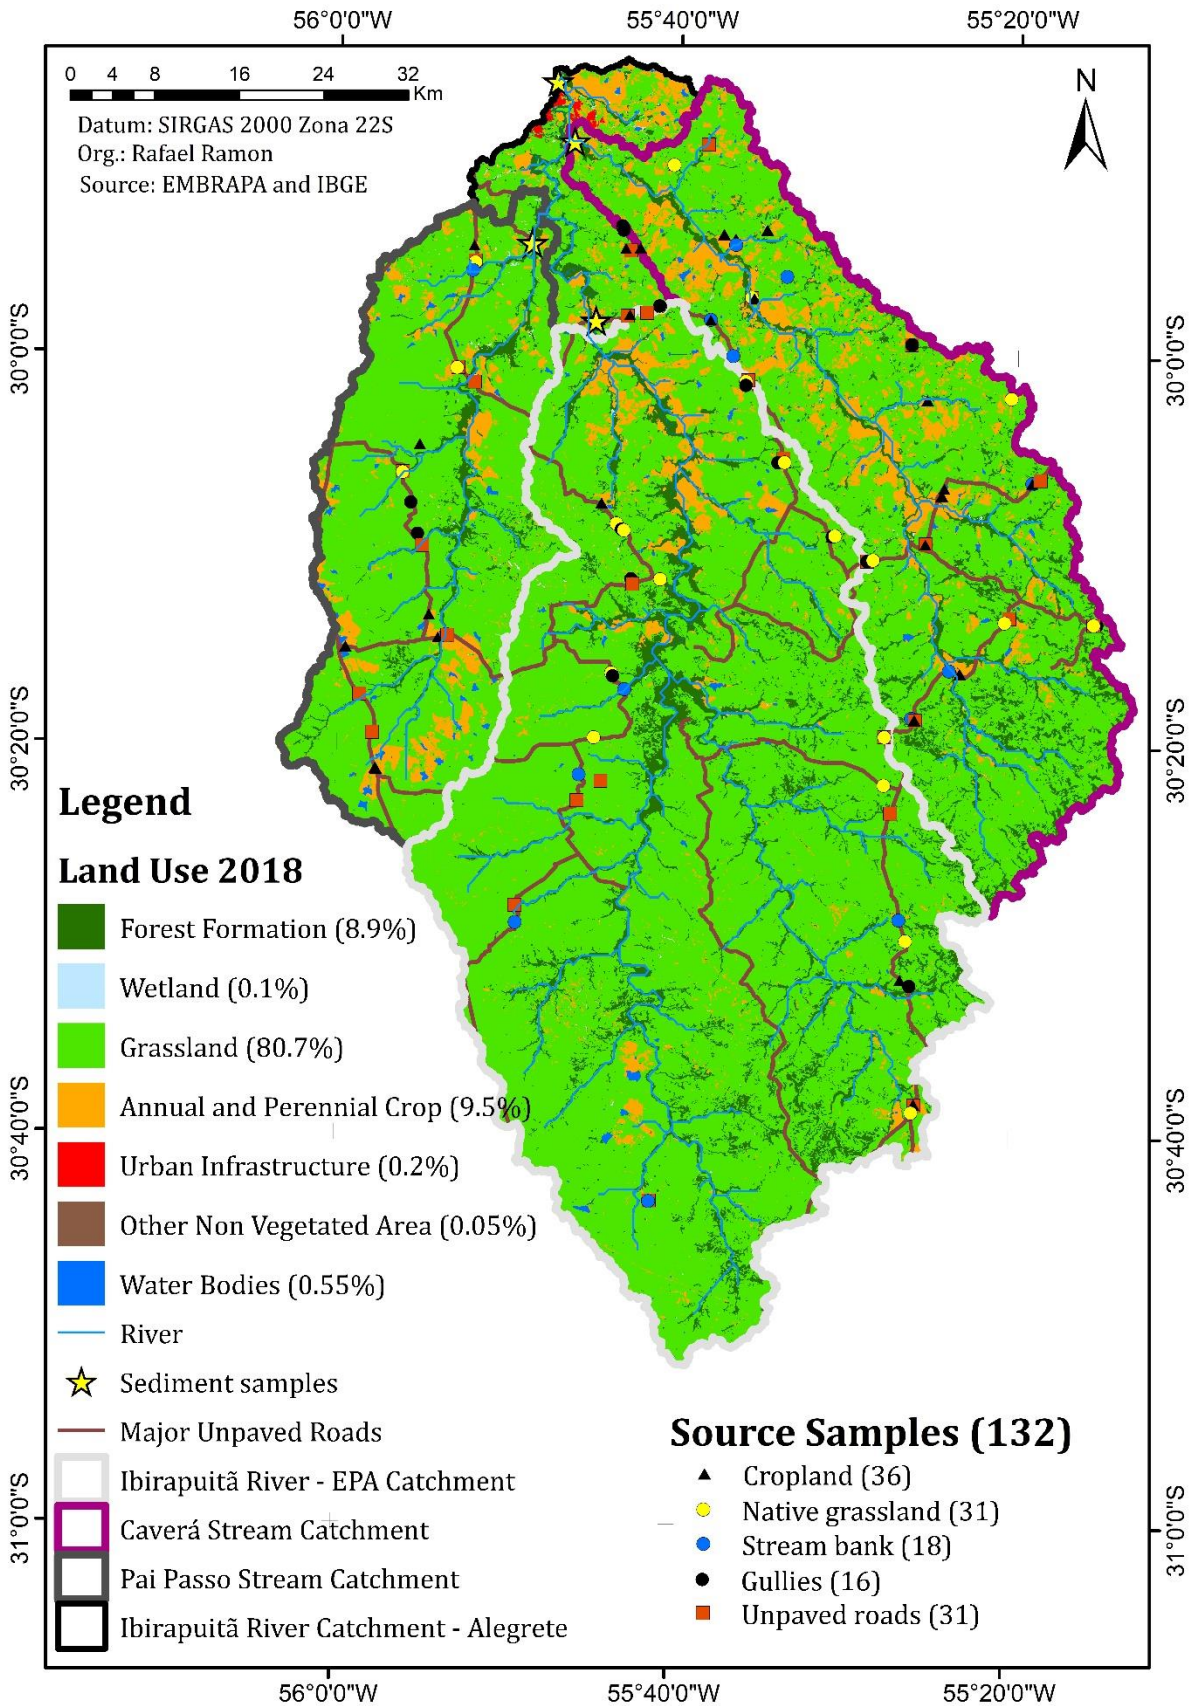 56°0'0"W 55°40'0"W 55°20'0"W
0 4 8 16 24 32
Km
N
Datum: SIRGAS 2000 Zona 22S
Org.: Rafael Ramon
Source: EMBRAPA and IBGE
30°0'0"S 30°0'0"S
30°20'0"S 30°20'0"S
Legend
Land Use 2018
Forest Formation (8.9%)
Wetland (0.1%)
Grassland (80.7%)
Annual and Perennial Crop (9.5%)
Urban Infrastructure (0.2%)
Other Non Vegetated Area (0.05%)
Water Bodies (0.55%)
River
Sediment samples
Major Unpaved Roads
Ibirapuitã River - EPA Catchment
Caverá Stream Catchment
Pai Passo Stream Catchment
Ibirapuitã River Catchment - Alegrete
30°40'0"S 30°40'0"S
Source Samples (132)
Cropland (36)
Native grassland (31)
Stream bank (18)
Gullies (16)
Unpaved roads (31)
31°0'0"S 31°0'0"S
56°0'0"W 55°40'0"W 55°20'0"W